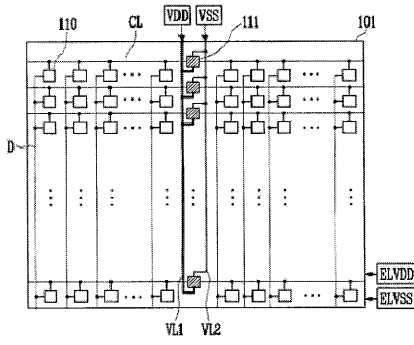 VDD VSS
110 CL 111 101
D
ELVDD
ELVSS
VL1 VL2